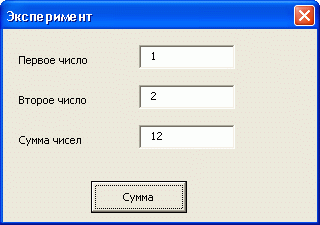 Эксперимент
Первое число 1
Второе число 2
Сумма чисел 12
Сумма